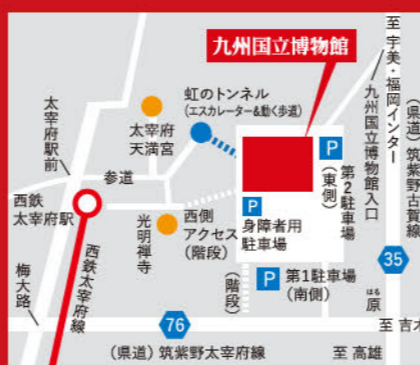 九州国立博物館
至 宇美・福岡インター
(県道)筑紫野古賀線
九州国立博物館入口
虹のトンネル
(エスカレーター&動く歩道)
太宰府
天満宮
太宰府
駅前
参道
西鉄
太宰府駅
西鉄太宰府線
光明禅寺
西側
アクセス
(階段)
P
第2駐車場
(東側)
P
身障者用
駐車場
P
第1駐車場
(南側)
(階段)
35
はる
原
梅大路
76
(県道)筑紫野太宰府線
至 高雄
至 吉木